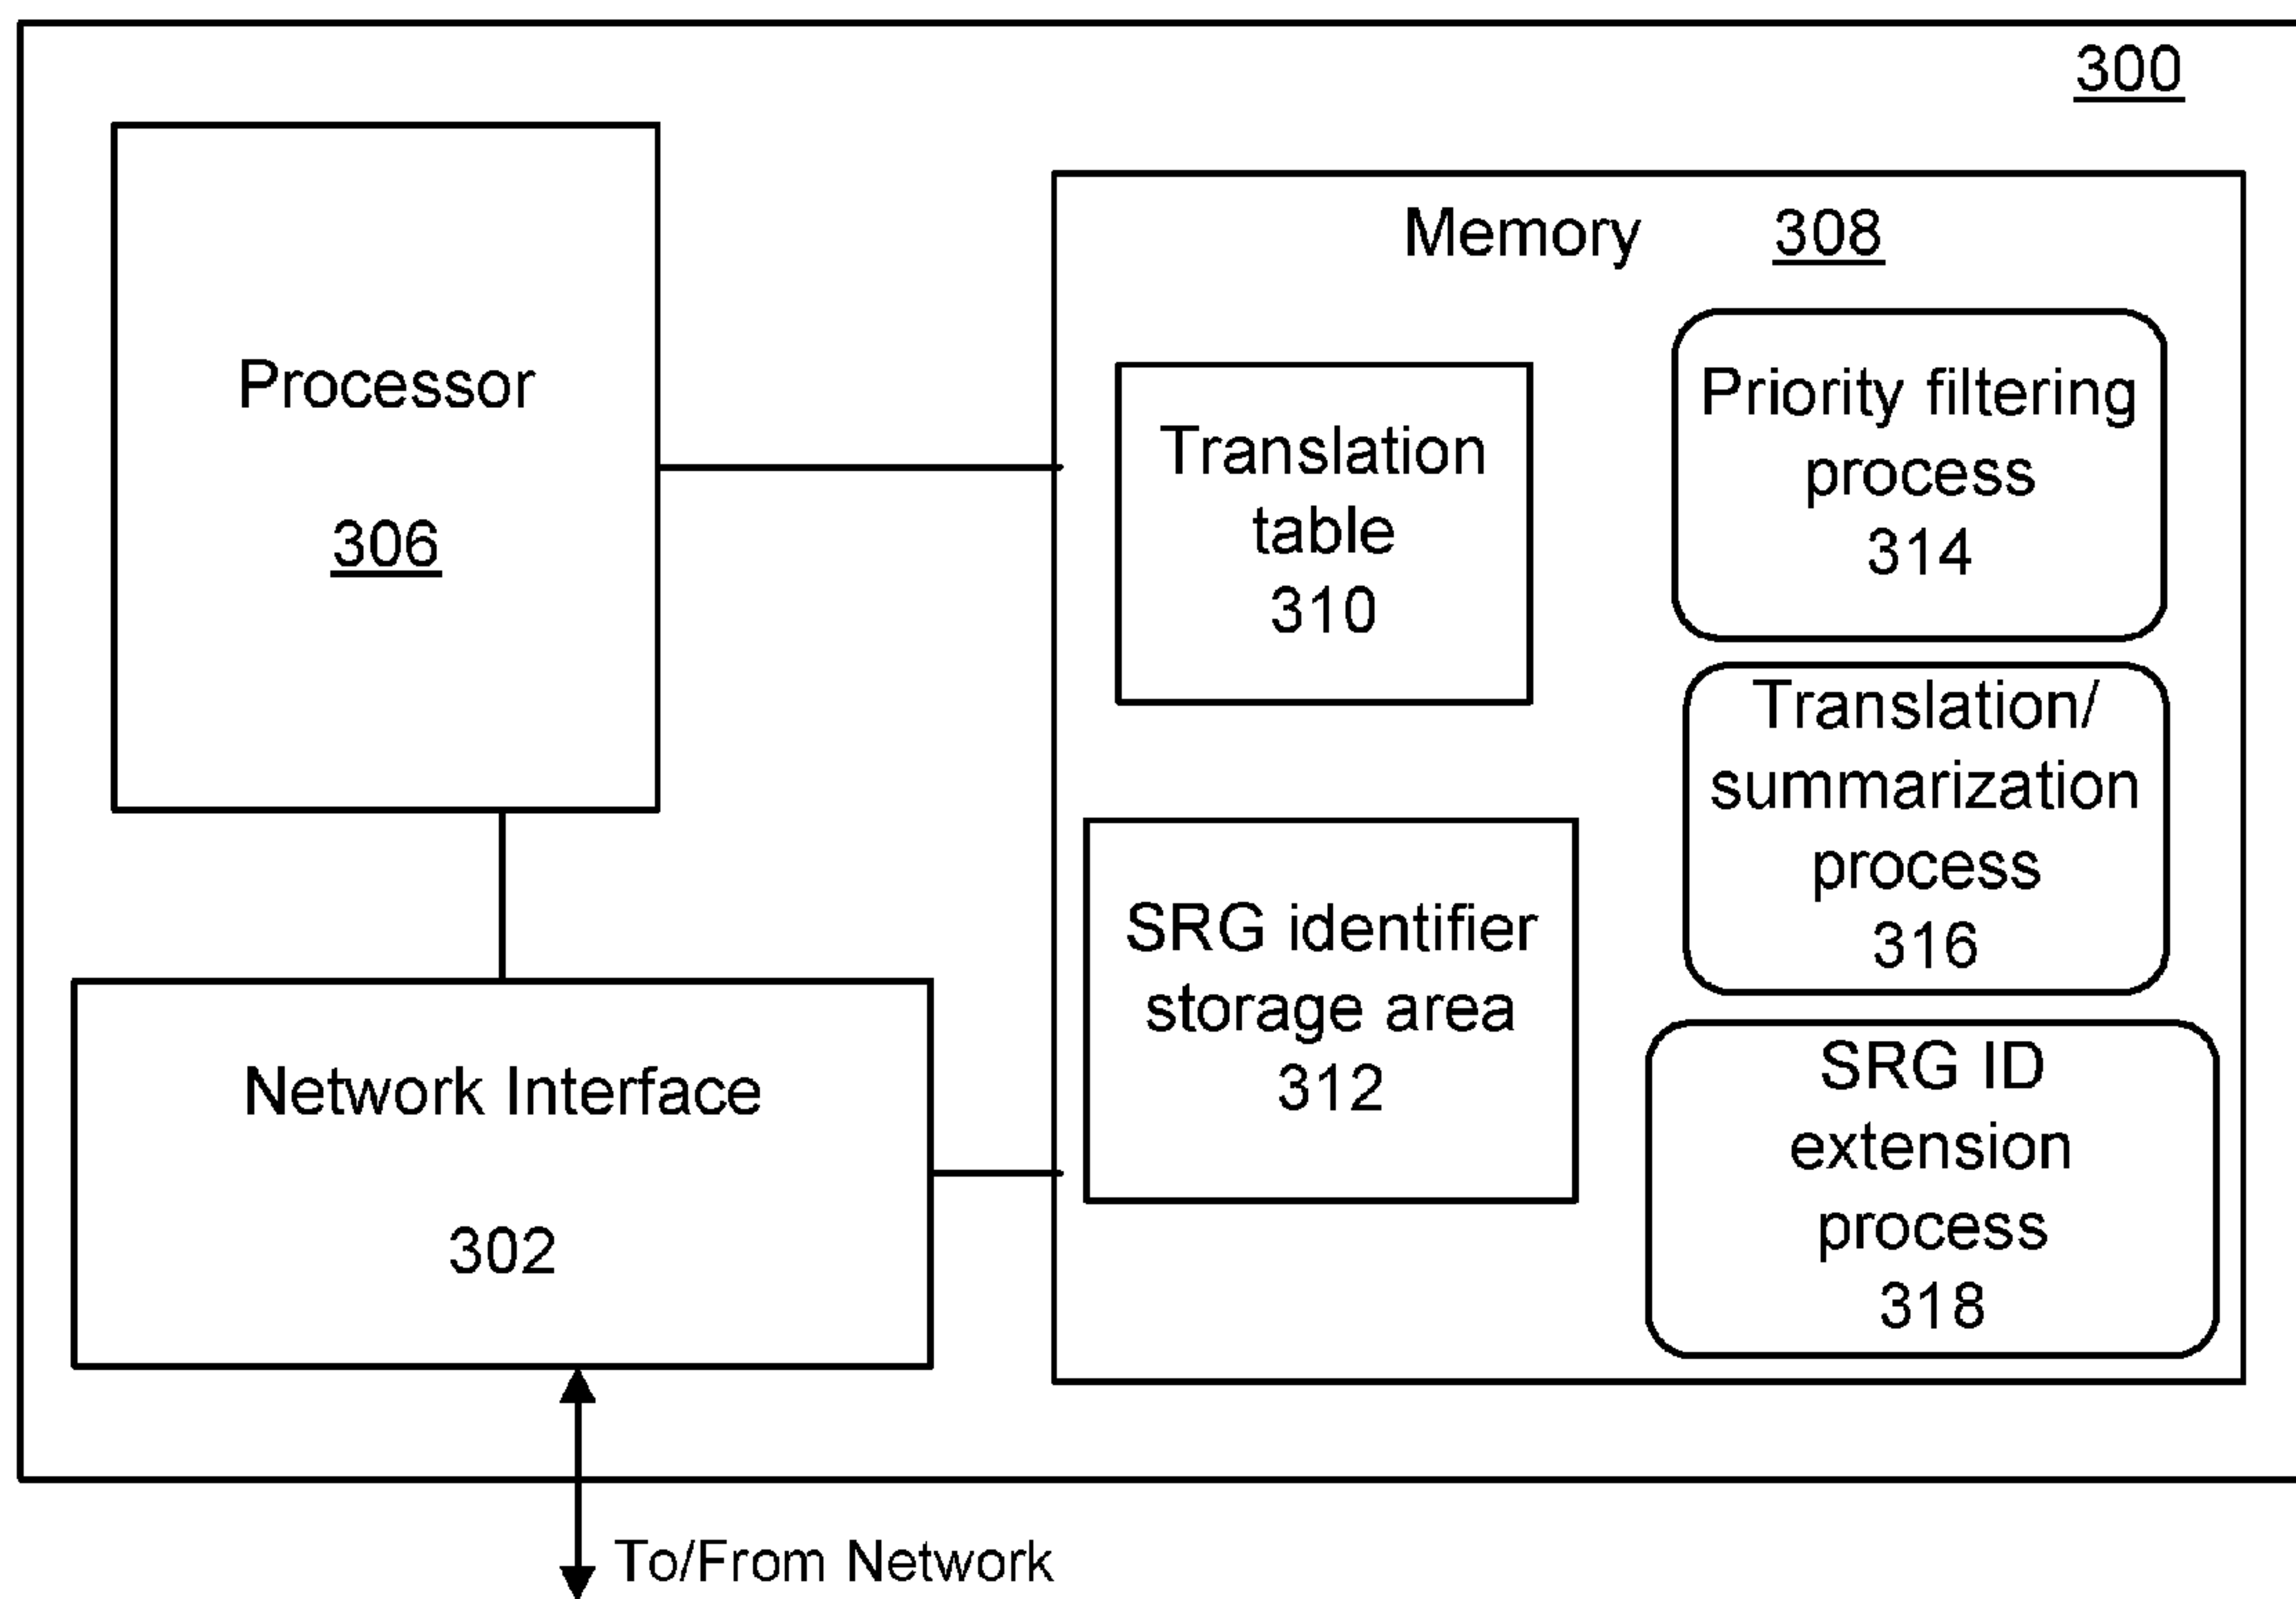 300
Processor
306
Memory 308
Translation
table
310
Priority filtering
process
314
Translation/
summarization
process
316
SRG identifier
storage area
312
SRG ID
extension
process
318
Network Interface
302
To/From Network